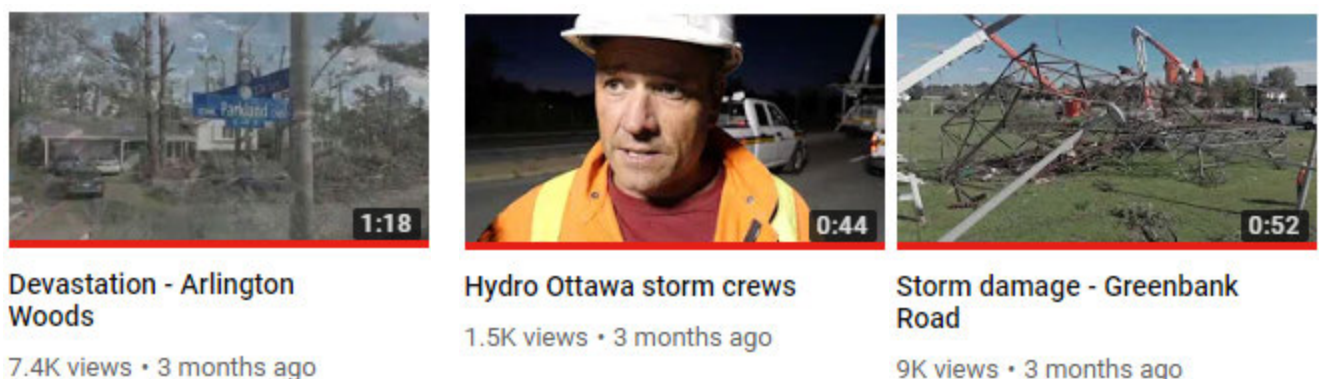 Parkland
1:18
0:44
0:52
Devastation - Arlington
Woods
7.4K views • 3 months ago
Hydro Ottawa storm crews
1.5K views • 3 months ago
Storm damage - Greenbank
Road
9K views • 3 months ago